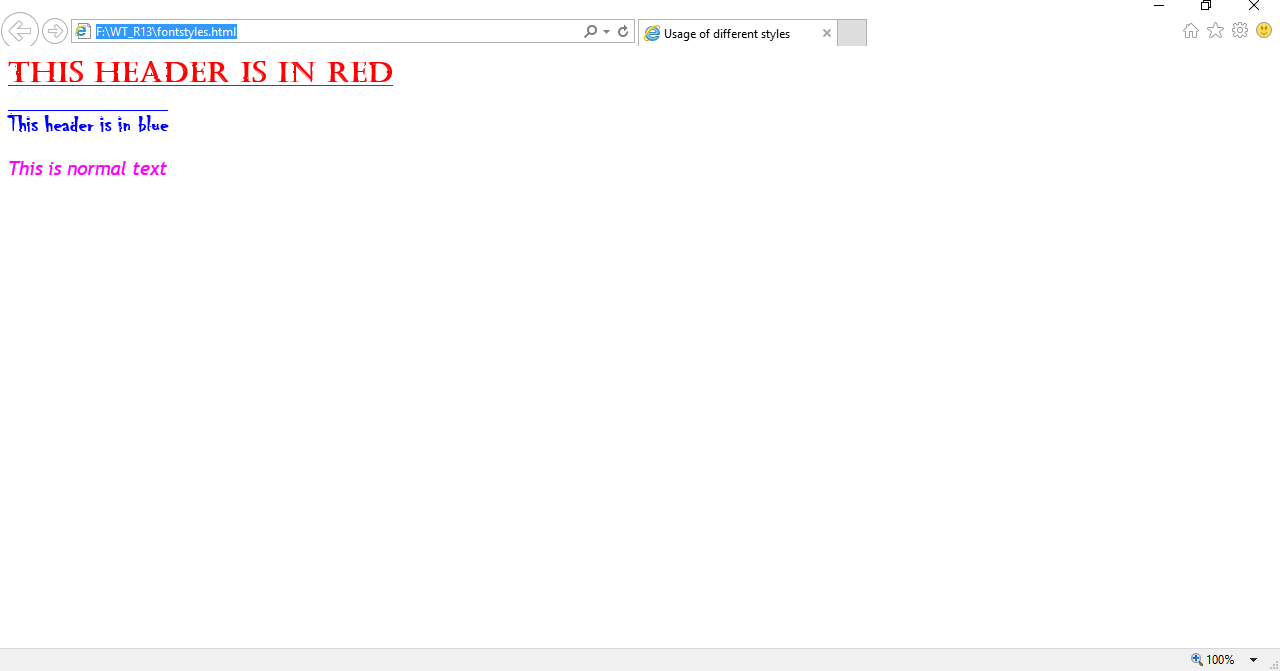 F:\WT_R13\fontstyles.html
Usage of different styles
THIS HEADER IS IN RED
This header is in blue
This is normal text
100%